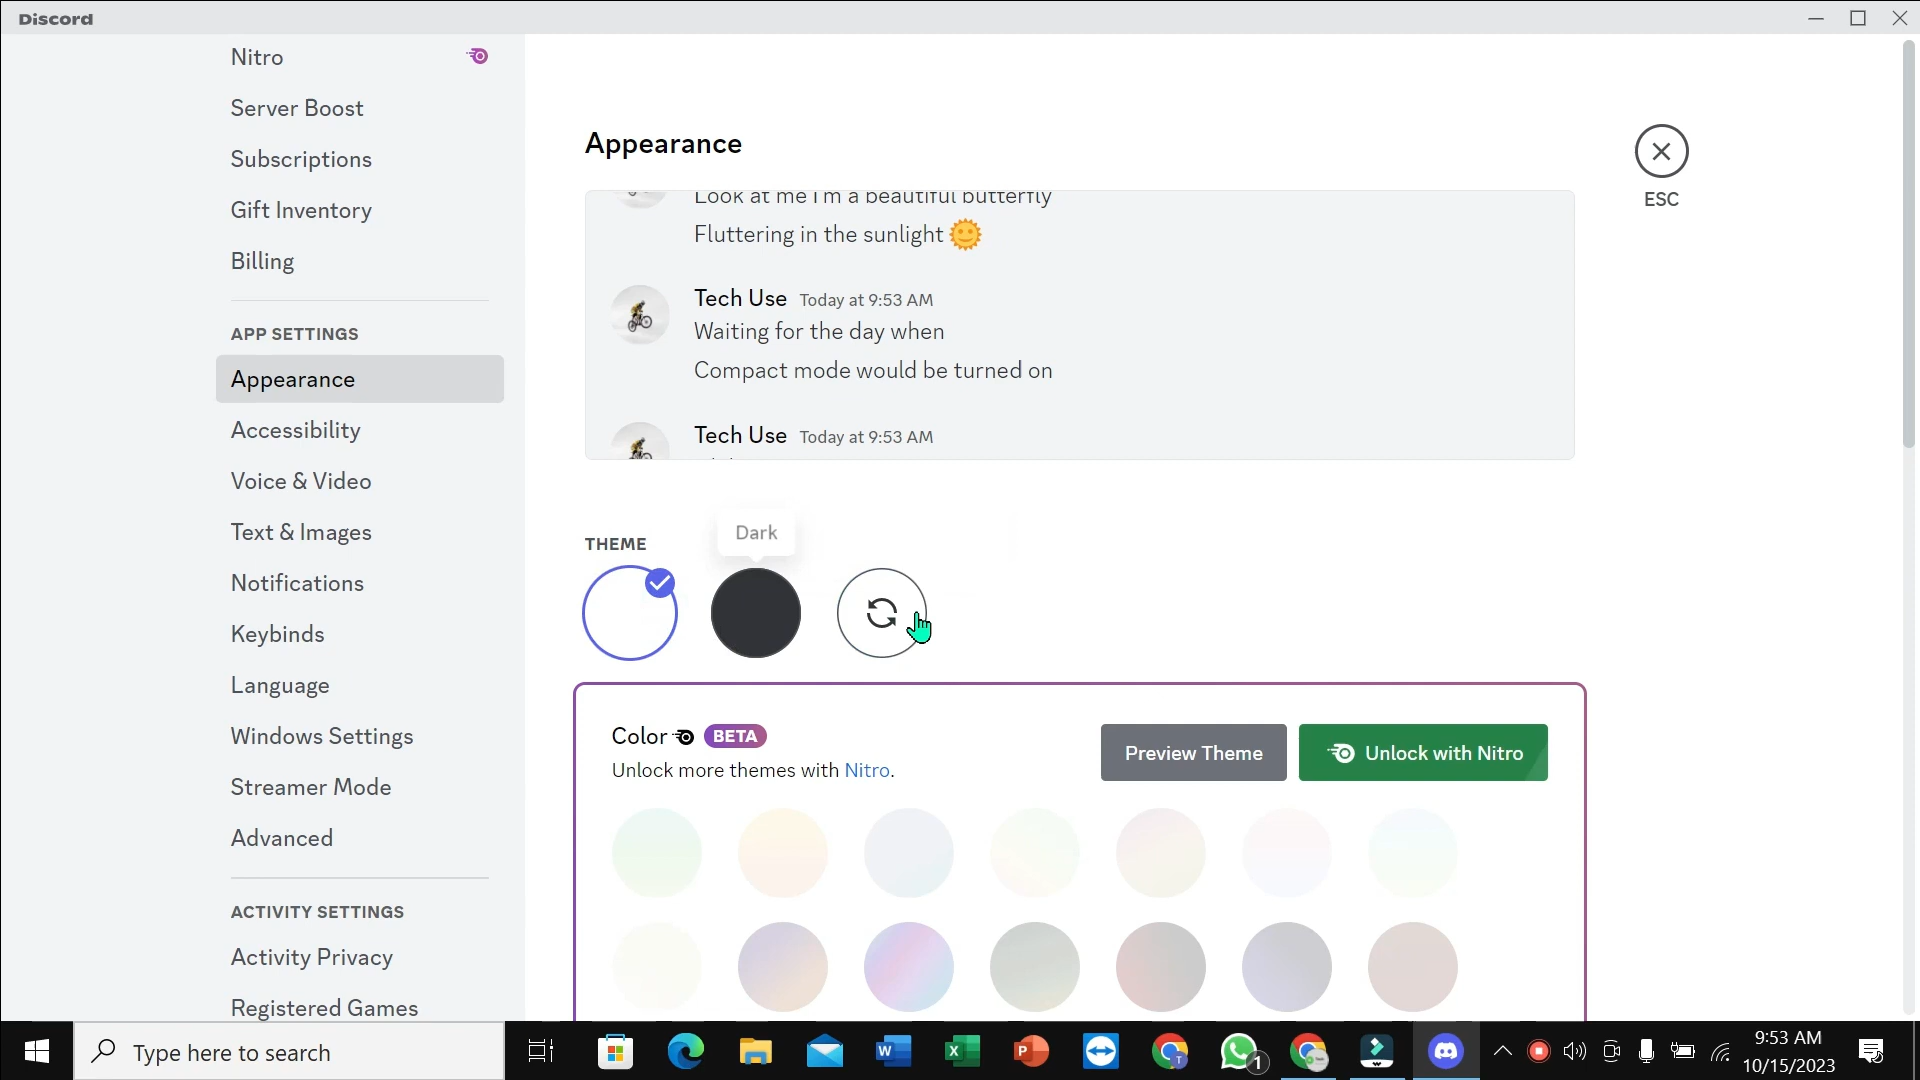 Discord
Nitro
Server Boost
Subscriptions
Gift Inventory
Billing
APP SETTINGS
Appearance
Accessibility
Voice & Video
Text & Images
Notifications
Keybinds
Language
Windows Settings
Streamer Mode
Advanced
ACTIVITY SETTINGS
Activity Privacy
Registered Games
Appearance
ESC
Look at me I'm a beautiful butterfly
Fluttering in the sunlight
Tech Use Today at 9:53 AM
Waiting for the day when
Compact mode would be turned on
Tech Use Today at 9:53 AM
THEME
Dark
Color BETA
Unlock more themes with Nitro.
Preview Theme
Unlock with Nitro
Type here to search
1
9:53 AM
10/15/2023